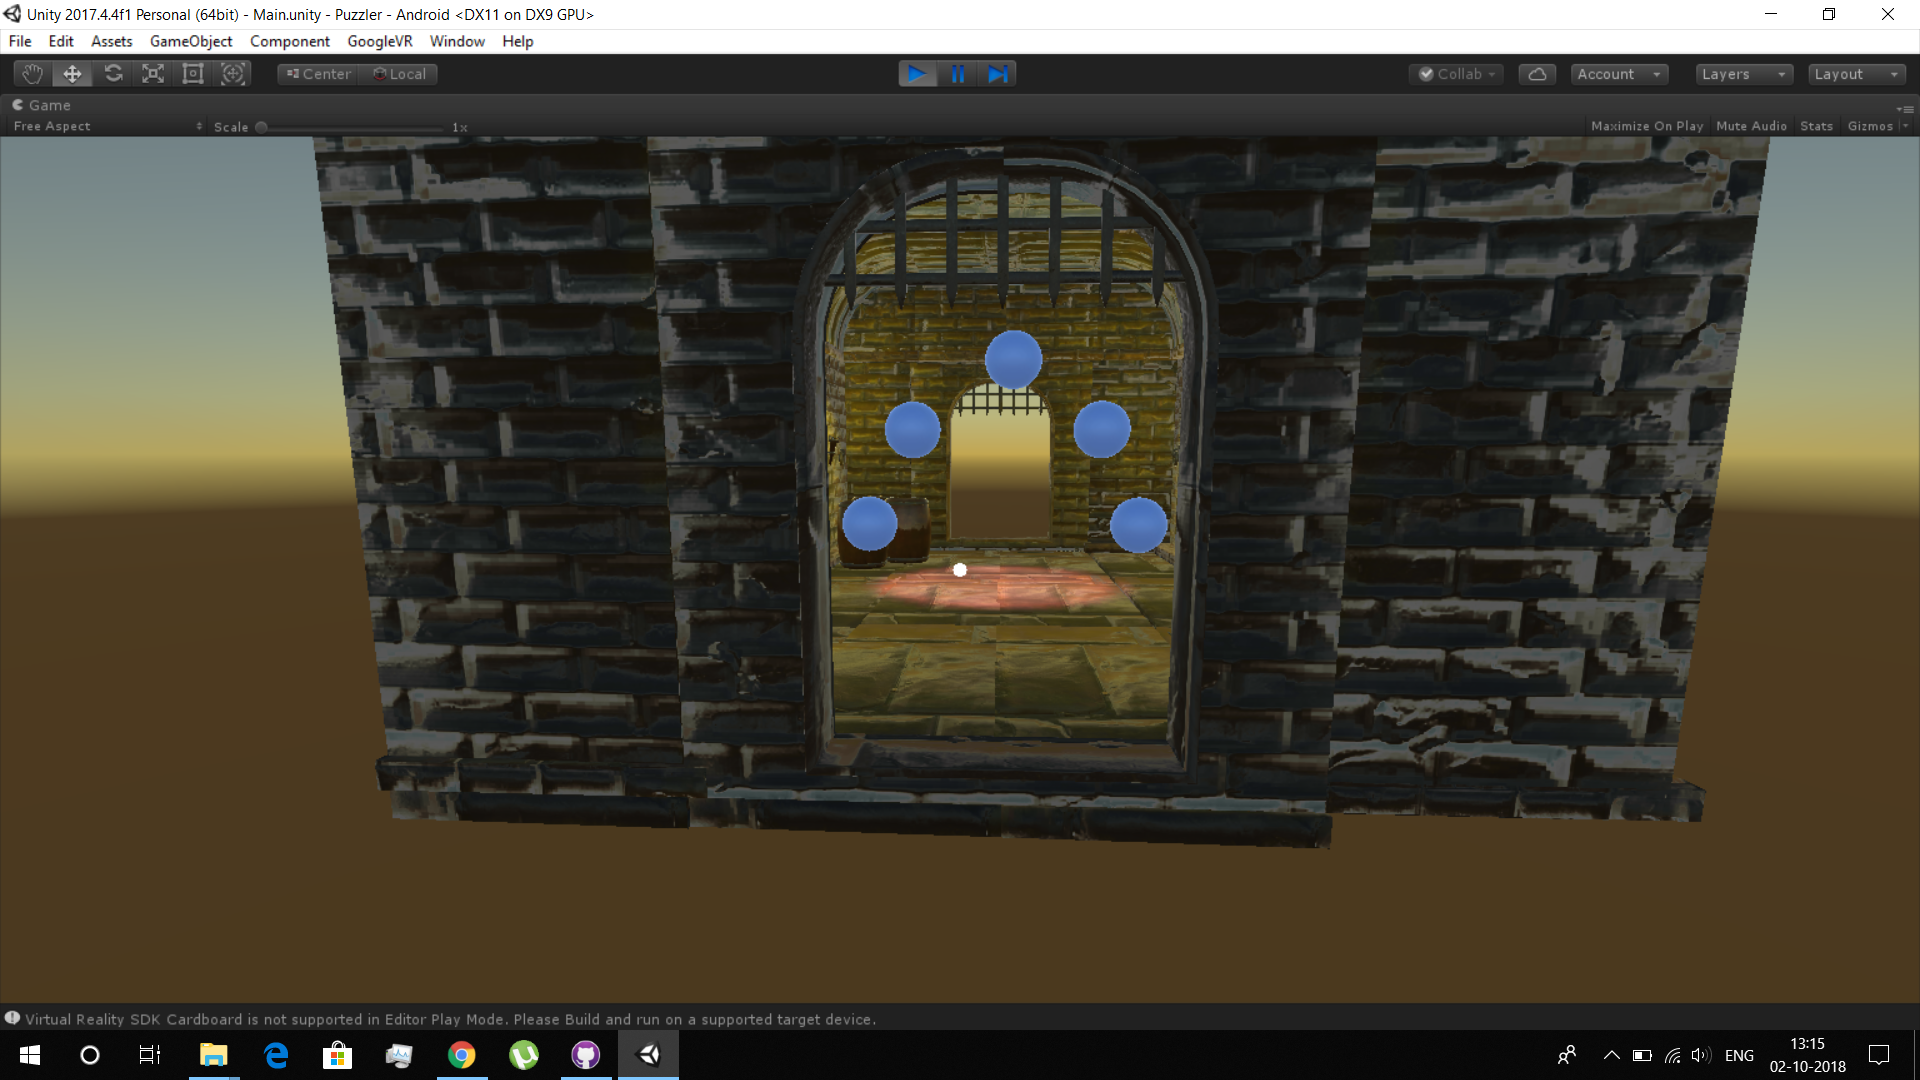 Unity 2017.4.4f1 Personal (64bit) - Main.unity - Puzzler - Android <DX11 on DX9 GPU>
File Edit Assets GameObject Component GoogleVR Window Help
Center Local Collab Account Layers Layout
Game
Free Aspect Scale 1x Maximize On Play Mute Audio Stats Gizmos
Virtual Reality SDK Cardboard is not supported in Editor Play Mode. Please Build and run on a supported target device.
ENG
13:15
02-10-2018